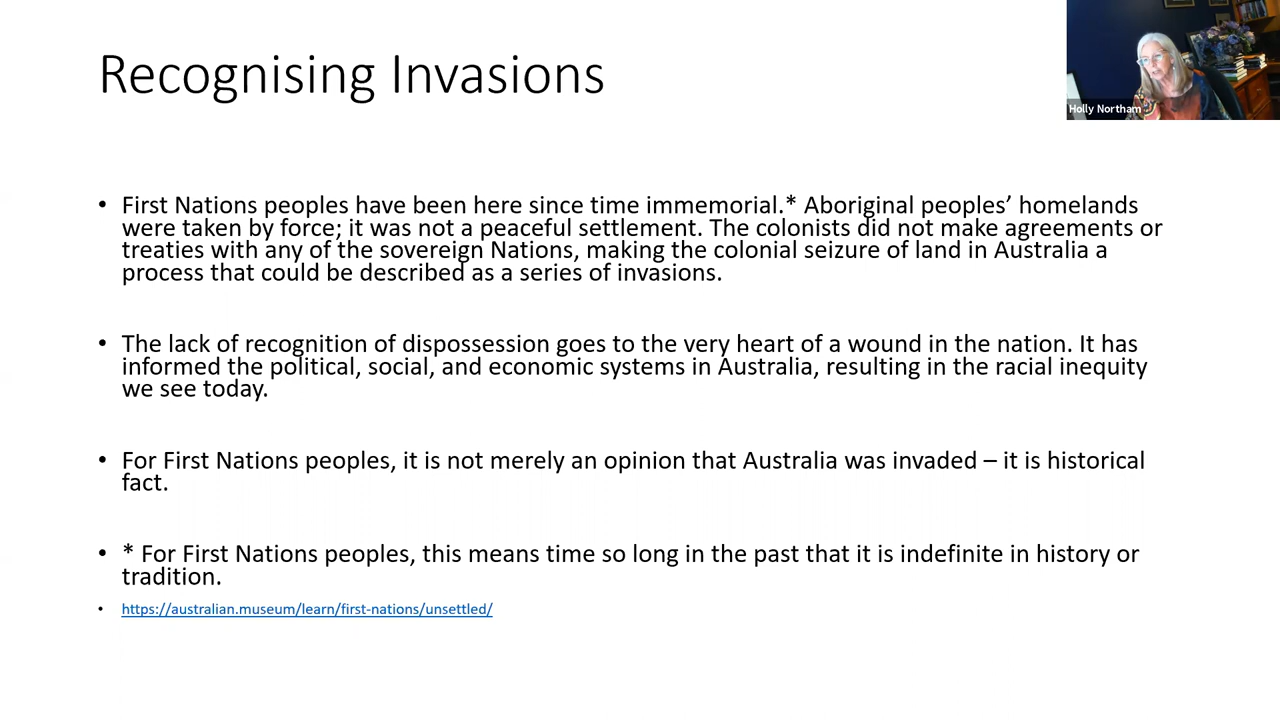 Recognising Invasions
Holly Northam
• First Nations peoples have been here since time immemorial.* Aboriginal peoples’ homelands
were taken by force; it was not a peaceful settlement. The colonists did not make agreements or
treaties with any of the sovereign Nations, making the colonial seizure of land in Australia a
process that could be described as a series of invasions.
• The lack of recognition of dispossession goes to the very heart of a wound in the nation. It has
informed the political, social, and economic systems in Australia, resulting in the racial inequity
we see today.
• For First Nations peoples, it is not merely an opinion that Australia was invaded – it is historical
fact.
• * For First Nations peoples, this means time so long in the past that it is indefinite in history or
tradition.
• https://australian.museum/learn/first-nations/unsettled/